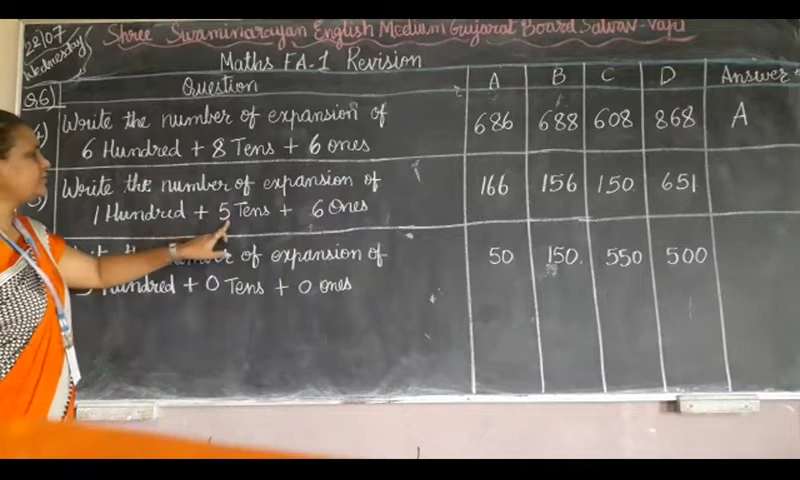 Shree Swaminarayan English Medium Gujarat Board Salvav-Vapi
22/07
Wednesday
Maths FA-1 Revision
Q.6) Question A B C D Answer
Write the number of expansion of
6 Hundred + 8 Tens + 6 ones 686 688 608 868 A
Write the number of expansion of
1 Hundred + 5 Tens + 6 Ones 166 156 150 651
the number of expansion of 50 150 550 500
Hundred + 0 Tens + 0 ones